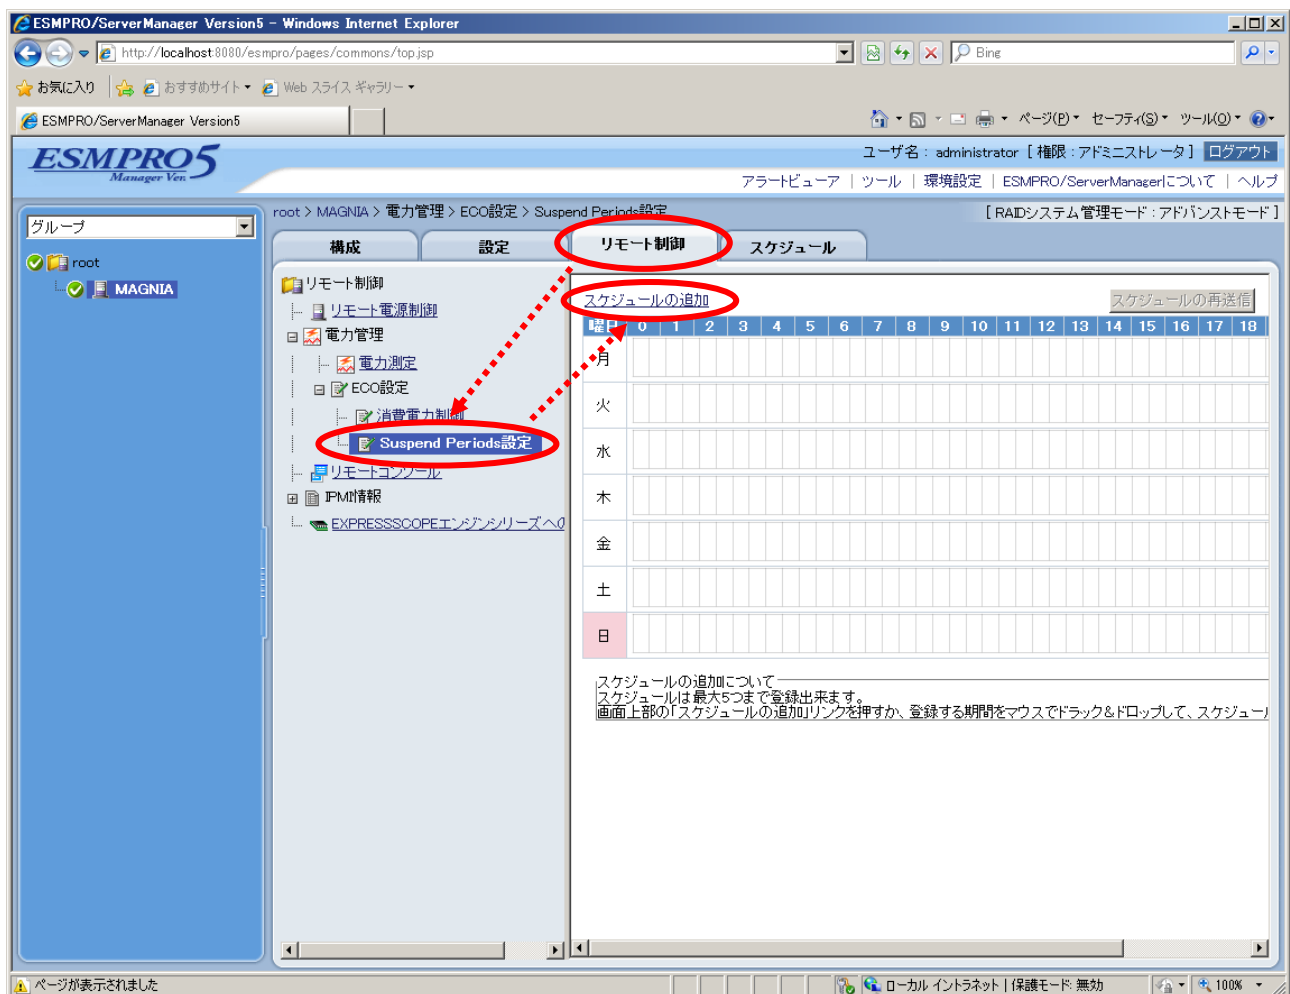 ESMPRO/ServerManager Version5 - Windows Internet Explorer
http://localhost:8080/esmpro/pages/commons/top.jsp
Bing
お気に入り
おすすめサイト
Web スライス ギャラリー
ESMPRO/ServerManager Version5
ページ(P)
セーフティ(S)
ツール(O)
ESMPRO5
Manager Ver.
ユーザ名 : administrator [ 権限 : アドミニストレータ ]
ログアウト
アラートビューア | ツール | 環境設定 | ESMPRO/ServerManagerについて | ヘルプ
グループ
root
MAGNIA
root > MAGNIA > 電力管理 > ECO設定 > Suspend Periods設定
[ RAIDシステム管理モード : アドバンストモード ]
構成
設定
リモート制御
スケジュール
リモート制御
リモート電源制御
電力管理
電力測定
ECO設定
消費電力制御
Suspend Periods設定
リモートコンソール
IPMI情報
EXPRESSSCOPEエンジンシリーズへの
スケジュールの追加
スケジュールの再送信
曜日 0 1 2 3 4 5 6 7 8 9 10 11 12 13 14 15 16 17 18
月
火
水
木
金
土
日
スケジュールの追加について
スケジュールは最大5つまで登録出来ます。
画面上部の「スケジュールの追加」リンクを押すか、登録する期間をマウスでドラック&ドロップして、スケジュール
ページが表示されました
ローカル イントラネット | 保護モード: 無効
100%